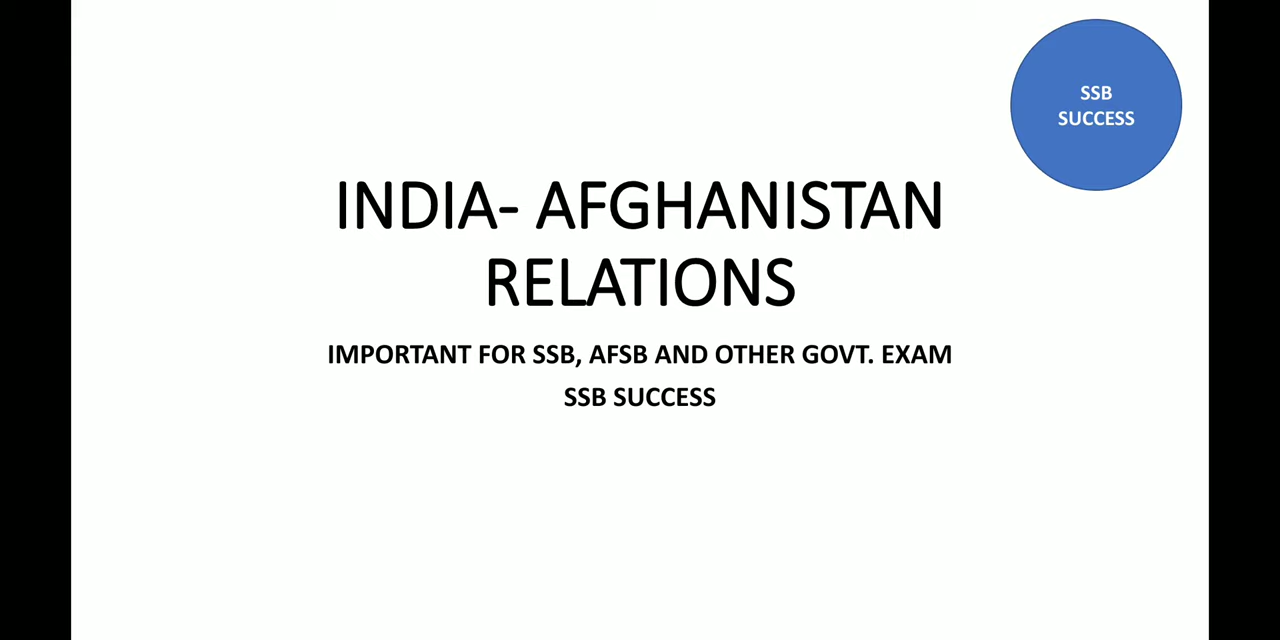 SSB
SUCCESS
INDIA- AFGHANISTAN
RELATIONS
IMPORTANT FOR SSB, AFSB AND OTHER GOVT. EXAM
SSB SUCCESS